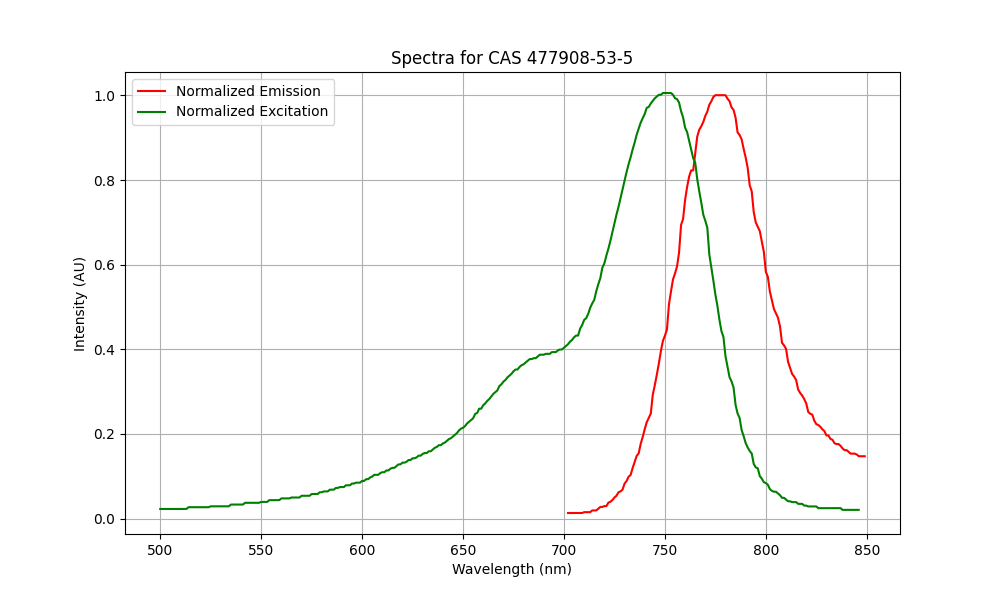 Spectra for CAS 477908-53-5
Normalized Emission
Normalized Excitation
Intensity (AU)
1.0
0.8
0.6
0.4
0.2
0.0
500 550 600 650 700 750 800 850
Wavelength (nm)